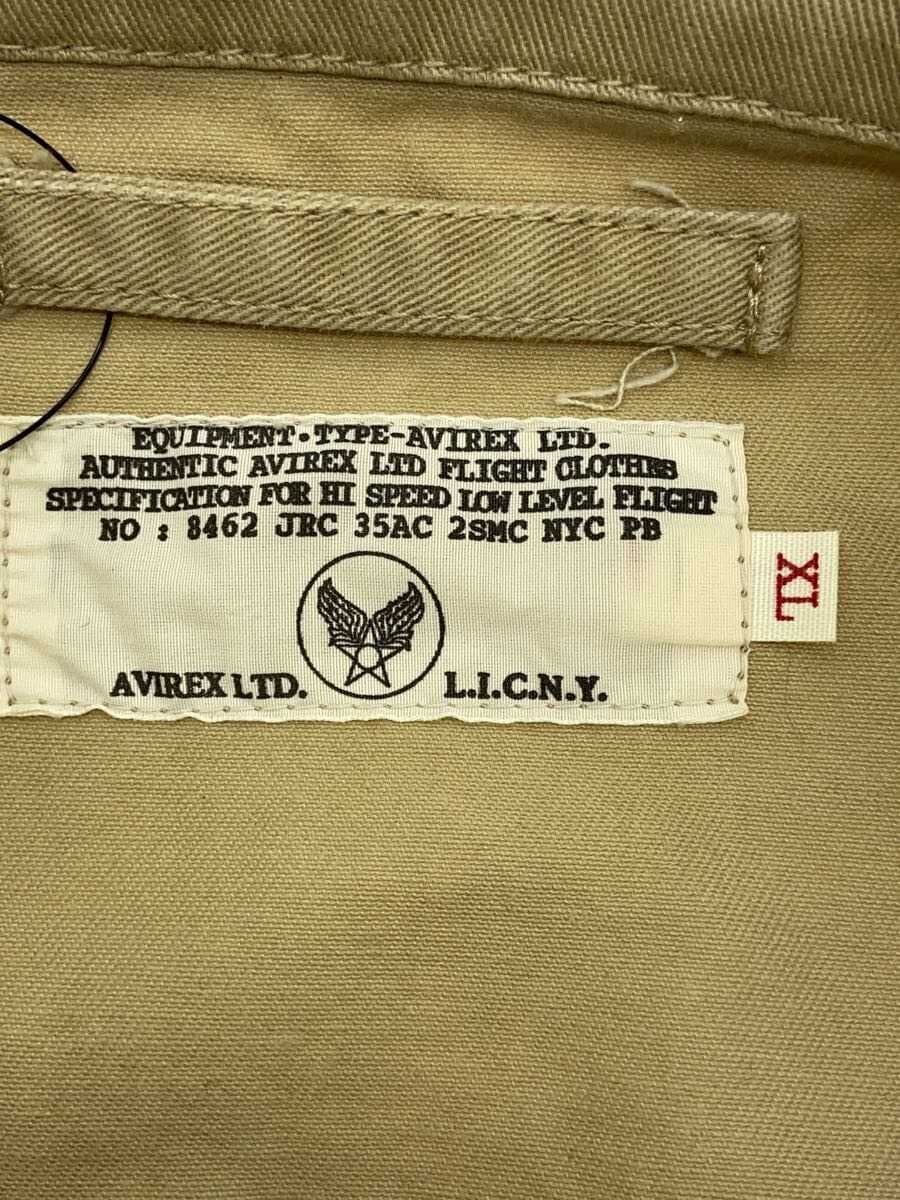 EQUIPMENT·TYPE-AVIREX LTD.
AUTHENTIC AVIREX LTD FLIGHT CLOTHES
SPECIFICATION FOR HI SPEED LOW LEVEL FLIGHT
NO : 8462 JRC 35AC 2SMC NYC PB
AVIREX LTD. L.I.C.N.Y.
XL